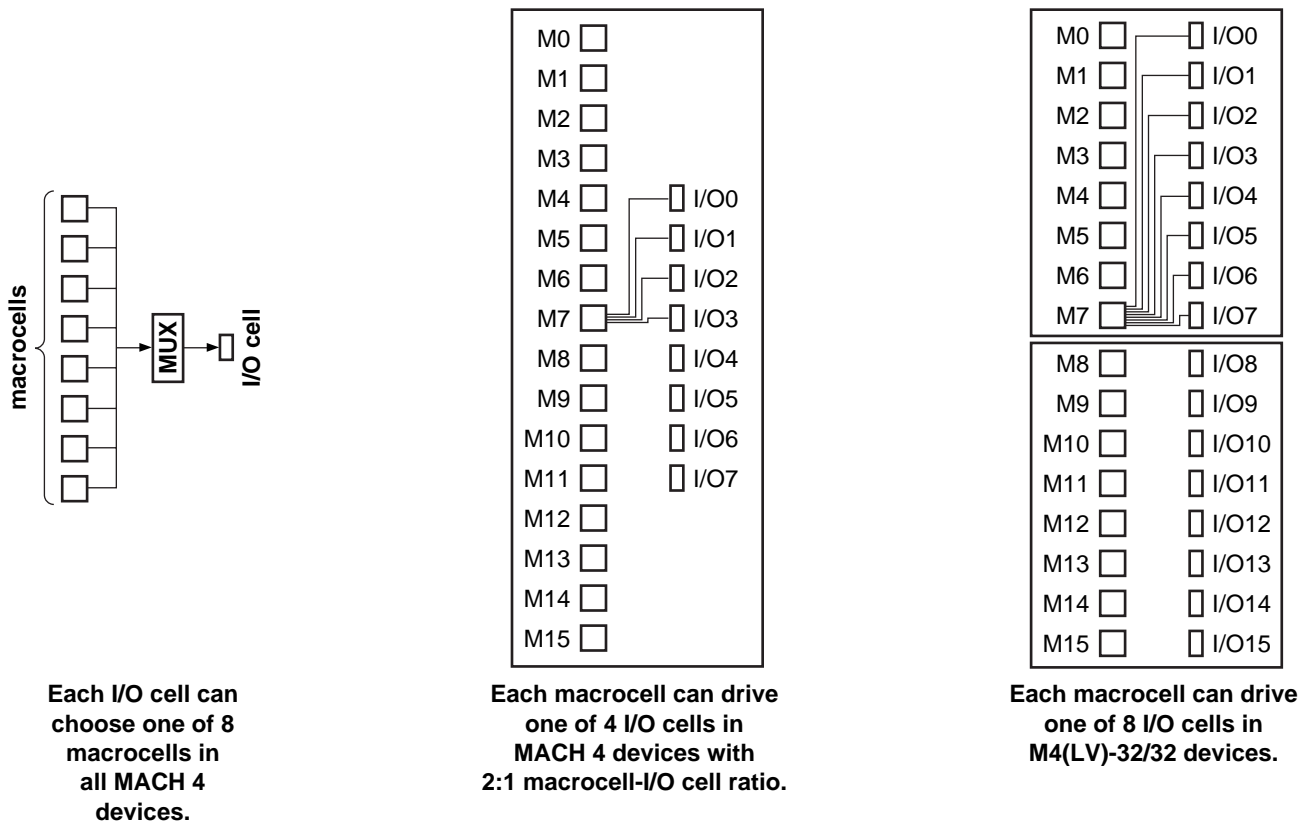 macrocells
MUX
I/O cell
Each I/O cell can
choose one of 8
macrocells in
all MACH 4
devices.
M0
M1
M2
M3
M4 I/O0
M5 I/O1
M6 I/O2
M7 I/O3
M8 I/O4
M9 I/O5
M10 I/O6
M11 I/O7
M12
M13
M14
M15
Each macrocell can drive
one of 4 I/O cells in
MACH 4 devices with
2:1 macrocell-I/O cell ratio.
M0 I/O0
M1 I/O1
M2 I/O2
M3 I/O3
M4 I/O4
M5 I/O5
M6 I/O6
M7 I/O7
M8 I/O8
M9 I/O9
M10 I/O10
M11 I/O11
M12 I/O12
M13 I/O13
M14 I/O14
M15 I/O15
Each macrocell can drive
one of 8 I/O cells in
M4(LV)-32/32 devices.